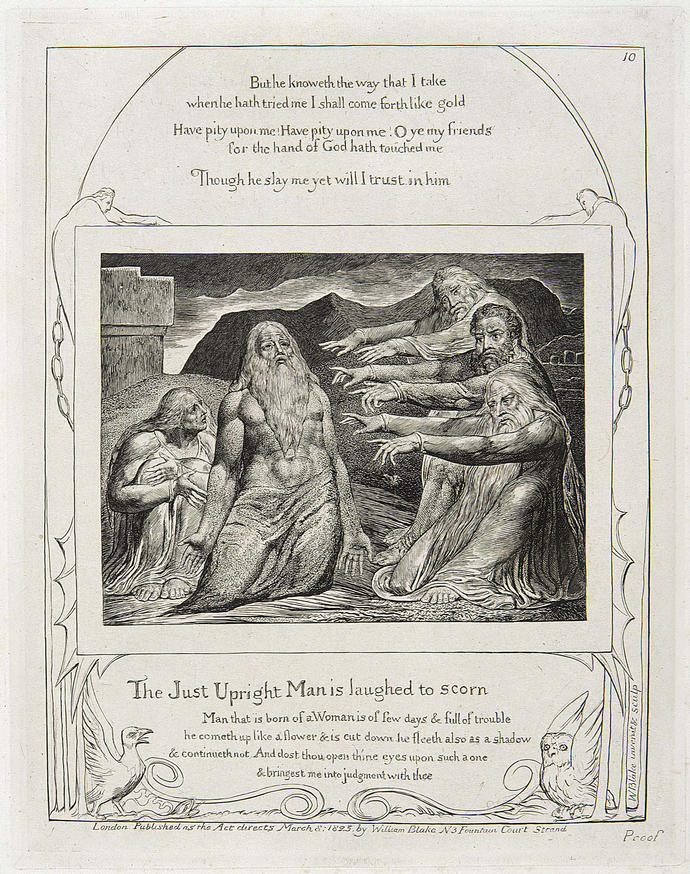 10
But he knoweth the way that I take
when he hath tried me I shall come forth like gold
Have pity upon me! Have pity upon me! O ye my friends
for the hand of God hath touched me
Though he slay me yet will I trust in him
The Just Upright Man is laughed to scorn
Man that is born of a Woman is of few days & full of trouble
he cometh up like a flower & is cut down he fleeth also as a shadow
& continueth not And dost thou open thine eyes upon such a one
& bringest me into judgment with thee
WBlake invenit & sculp
London. Published as the Act directs March 8: 1825. by William Blake N3 Fountain Court Strand
Proof